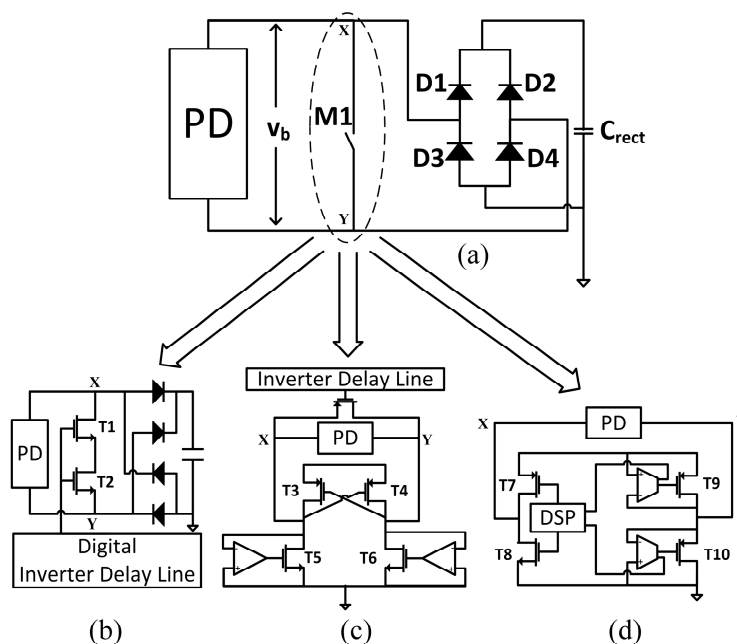 X
PD
v_b
M1
D1
D2
D3
D4
C_rect
Y
(a)
X
PD
T1
T2
Y
Digital
Inverter Delay Line
(b)
Inverter Delay Line
X
PD
Y
T3
T4
T5
T6
(c)
X
PD
T7
T9
DSP
T8
T10
(d)